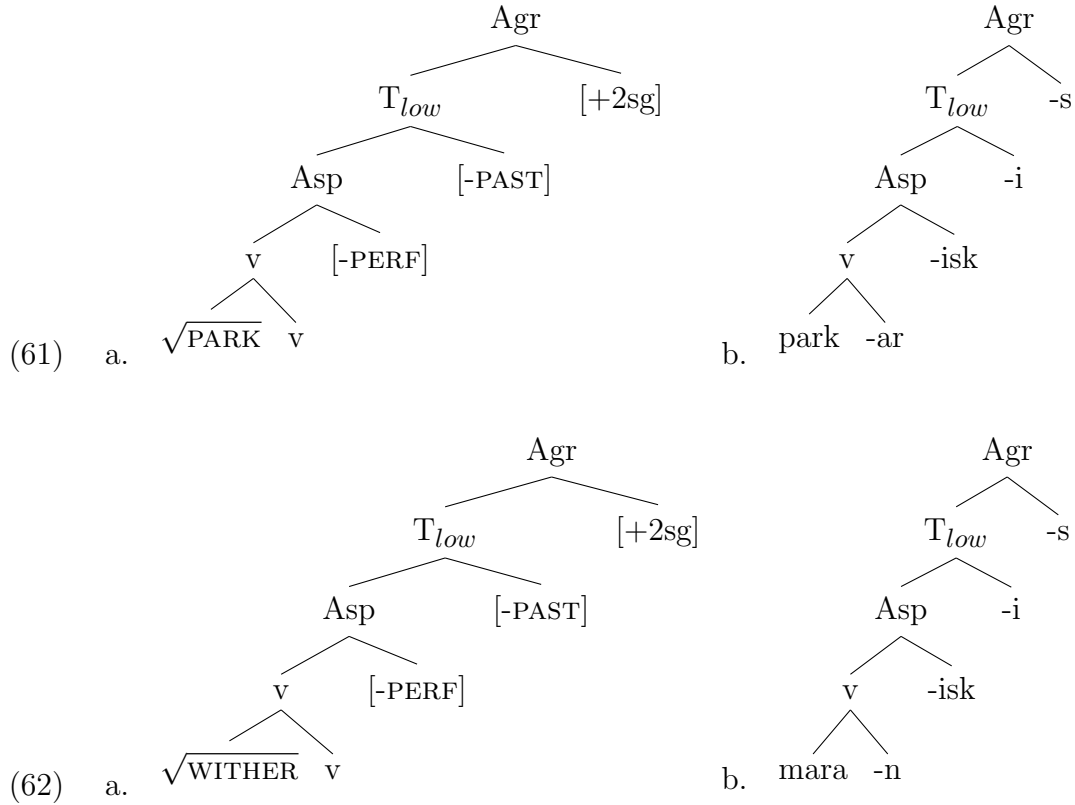 Agr Agr
T_low [+2sg] T_low -s
Asp [-PAST] Asp -i
v [-PERF] v -isk
(61) a. √PARK v b. park -ar
Agr Agr
T_low [+2sg] T_low -s
Asp [-PAST] Asp -i
v [-PERF] v -isk
(62) a. √WITHER v b. mara -n